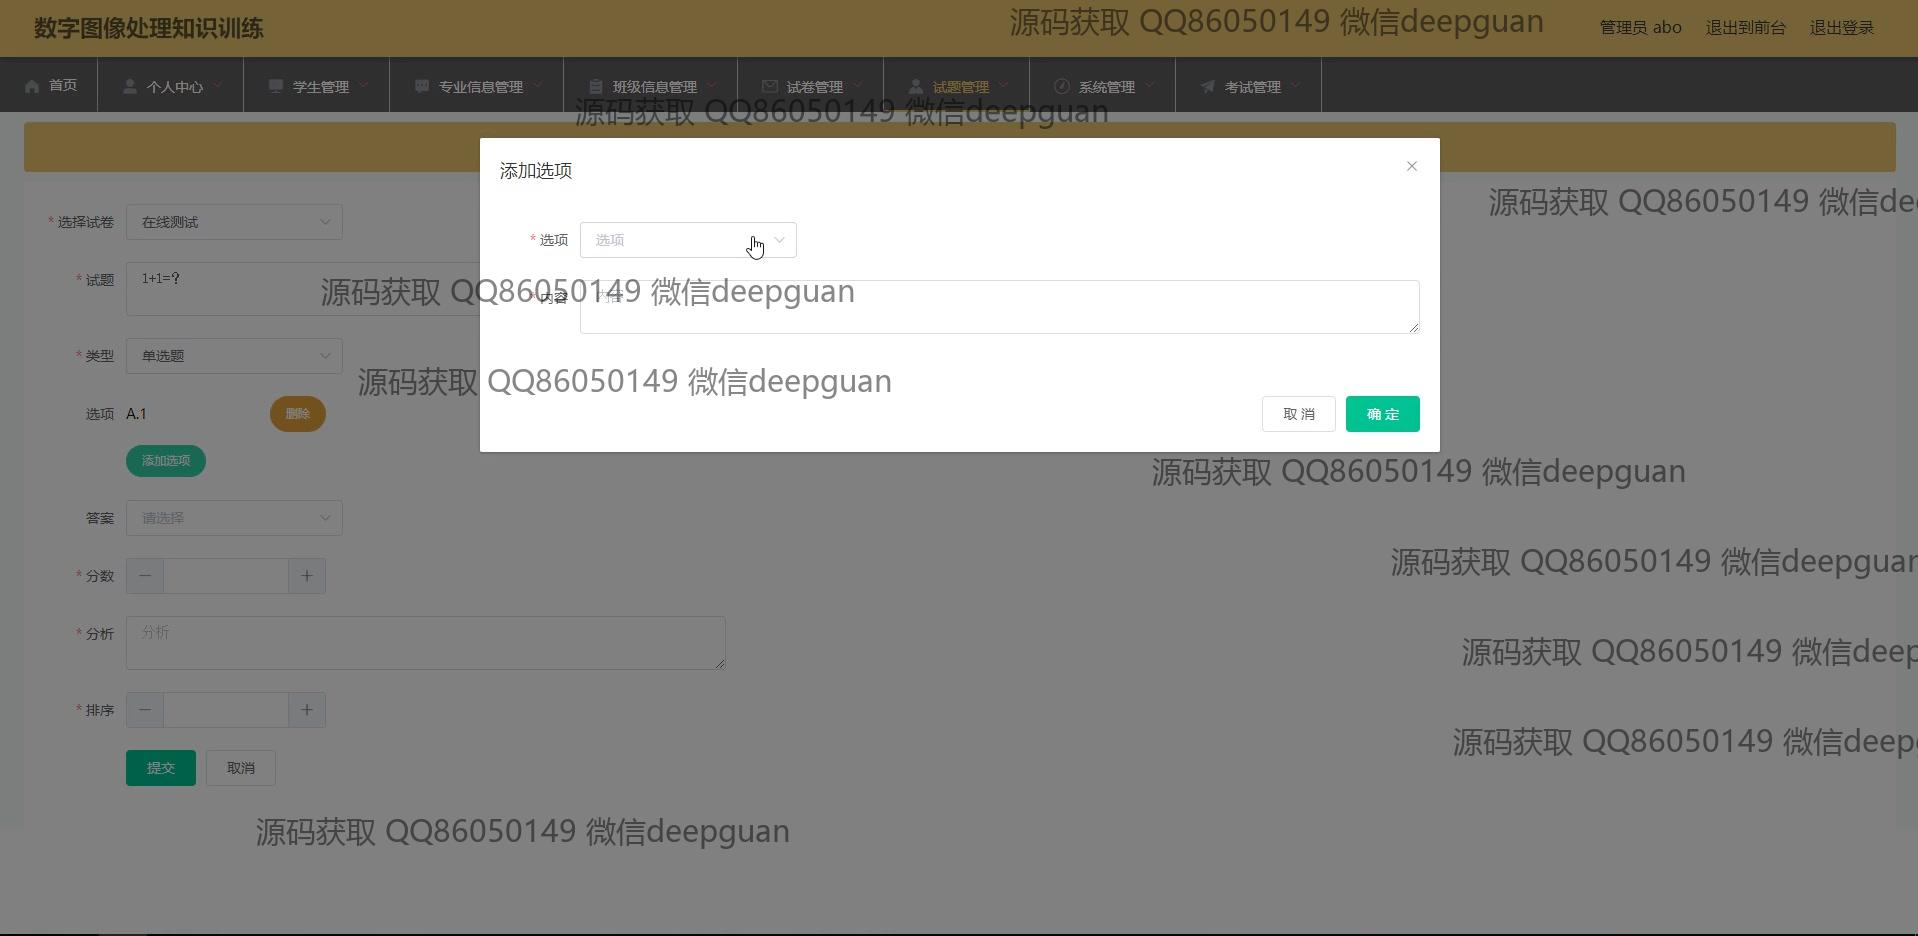 数字图像处理知识训练
源码获取 QQ86050149 微信deepguan
管理员 abo
退出到前台
退出登录
首页
个人中心
学生管理
专业信息管理
班级信息管理
试卷管理
试题管理
系统管理
考试管理
源码获取 QQ86050149 微信deepguan
添加选项
源码获取 QQ86050149 微信de
* 选择试卷
在线测试
* 选项
选项
* 试题
1+1=?
源码获取 QQ86050149 微信deepguan
* 内容
内容
* 类型
单选题
源码获取 QQ86050149 微信deepguan
选项
A.1
删除
取 消
确 定
添加选项
源码获取 QQ86050149 微信deepguan
答案
请选择
源码获取 QQ86050149 微信deepguan
* 分数
* 分析
分析
源码获取 QQ86050149 微信deep
* 排序
源码获取 QQ86050149 微信deep
提交
取消
源码获取 QQ86050149 微信deepguan